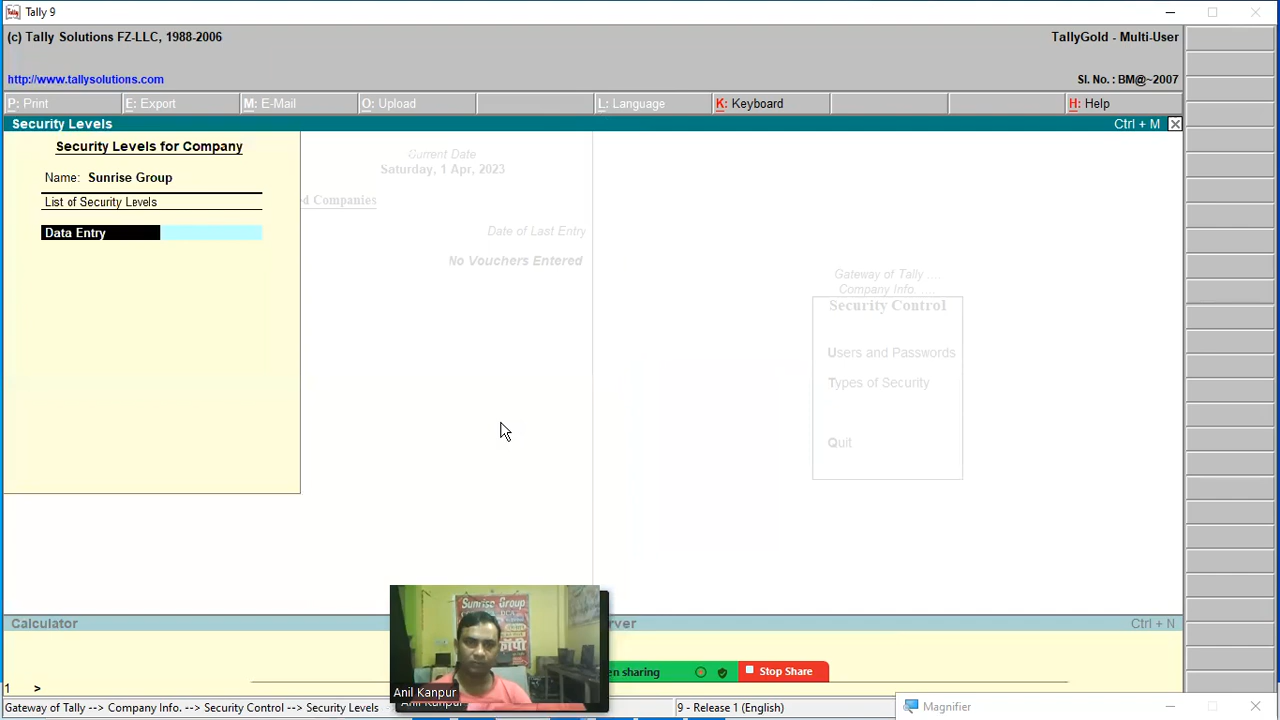 Tally 9
(c) Tally Solutions FZ-LLC, 1988-2006
TallyGold - Multi-User
http://www.tallysolutions.com
Sl. No. : BM@~2007
P: Print
E: Export
M: E-Mail
O: Upload
L: Language
K: Keyboard
H: Help
Security Levels
Ctrl + M
Security Levels for Company
Name: Sunrise Group
List of Security Levels
Data Entry
Current Date
Saturday, 1 Apr, 2023
d Companies
Date of Last Entry
No Vouchers Entered
Gateway of Tally ....
Company Info. ....
Security Control
Users and Passwords
Types of Security
Quit
Calculator
rver
Ctrl + N
Sunrise Group
कॉपी
en sharing
Stop Share
Anil Kanpur
Anil Kanpur
1 >
Gateway of Tally --> Company Info. --> Security Control --> Security Levels
9 - Release 1 (English)
Magnifier